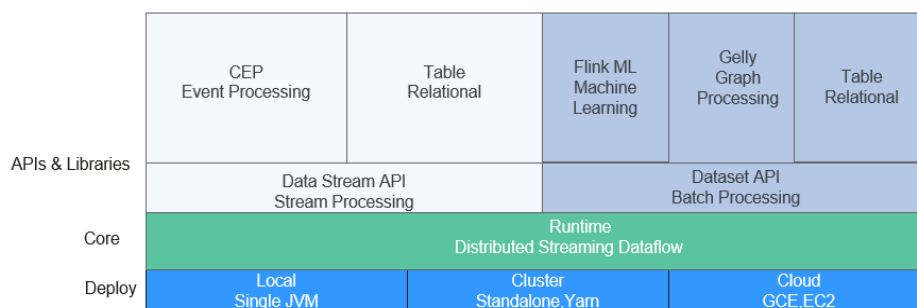 CEP
Event Processing
Table
Relational
Flink ML
Machine
Learning
Gelly
Graph
Processing
Table
Relational
APIs & Libraries
Data Stream API
Stream Processing
Dataset API
Batch Processing
Core
Runtime
Distributed Streaming Dataflow
Deploy
Local
Single JVM
Cluster
Standalone,Yarn
Cloud
GCE,EC2